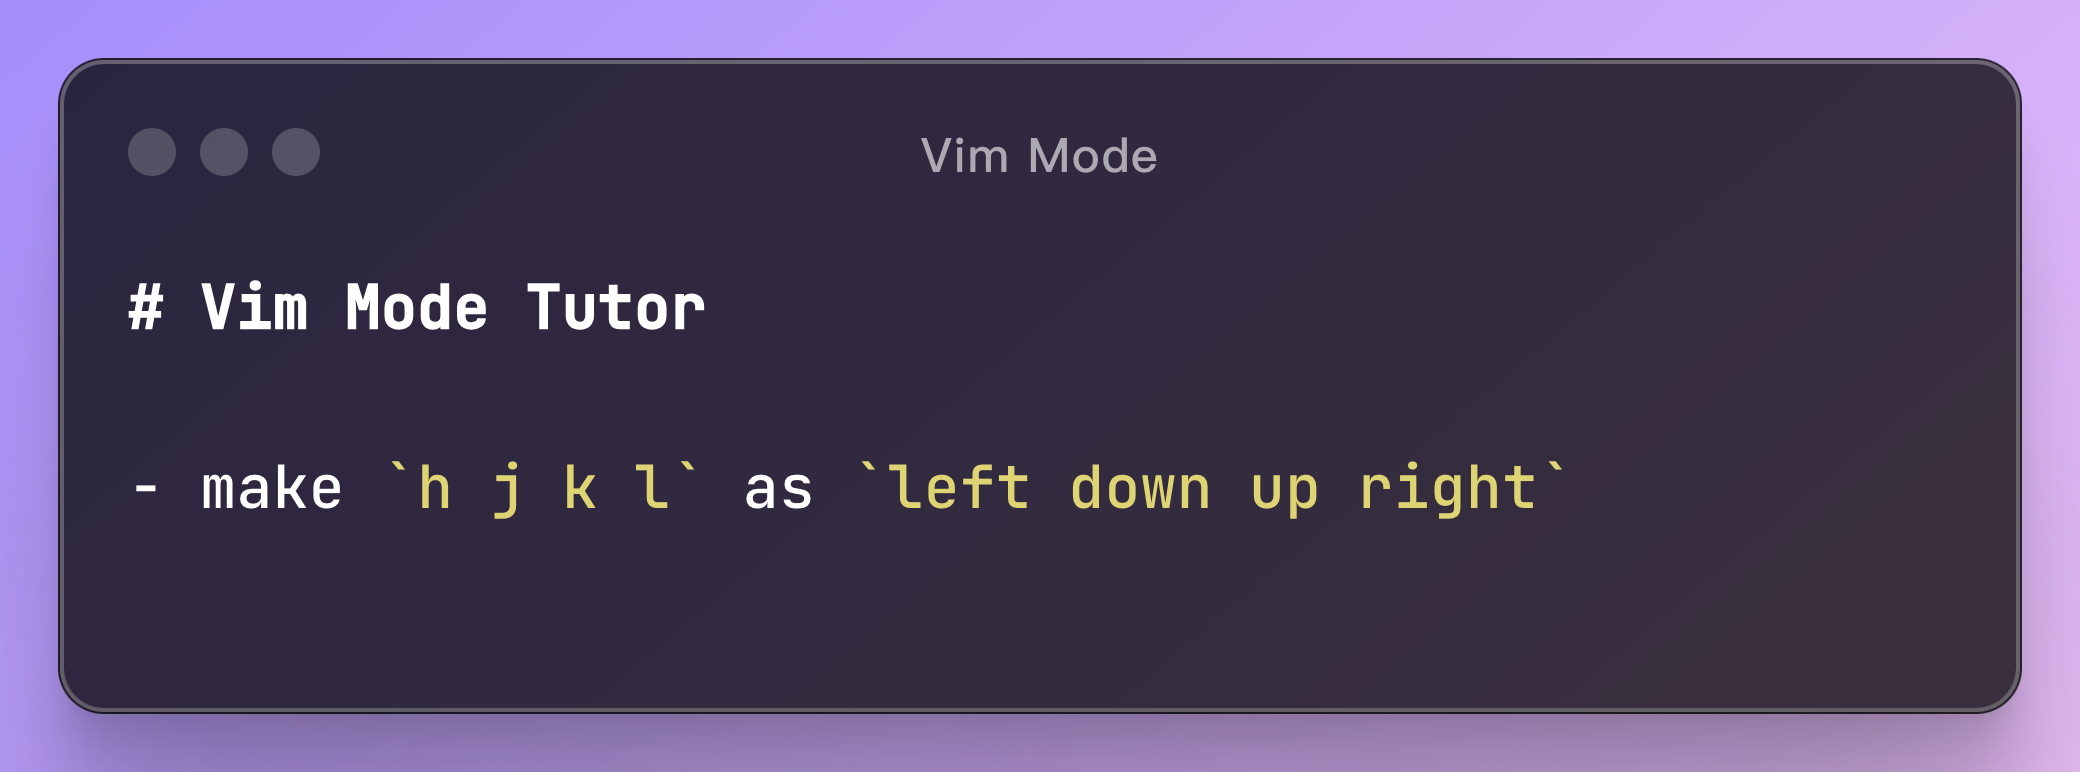 Vim Mode
# Vim Mode Tutor
- make `h j k l` as `left down up right`